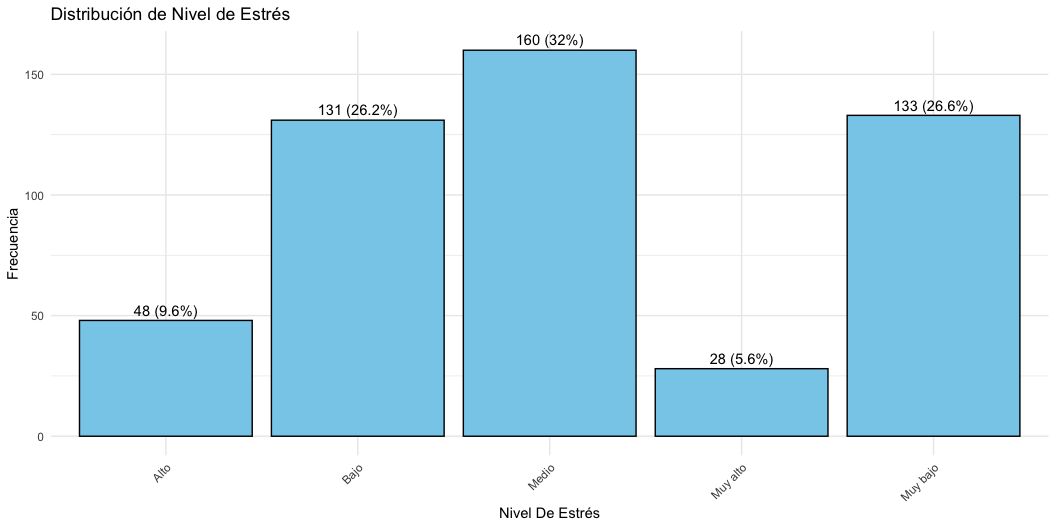 Distribución de Nivel de Estrés
160 (32%)
131 (26.2%)
133 (26.6%)
48 (9.6%)
28 (5.6%)
150
100
50
0
Frecuencia
Alto
Bajo
Medio
Muy alto
Muy bajo
Nivel De Estrés